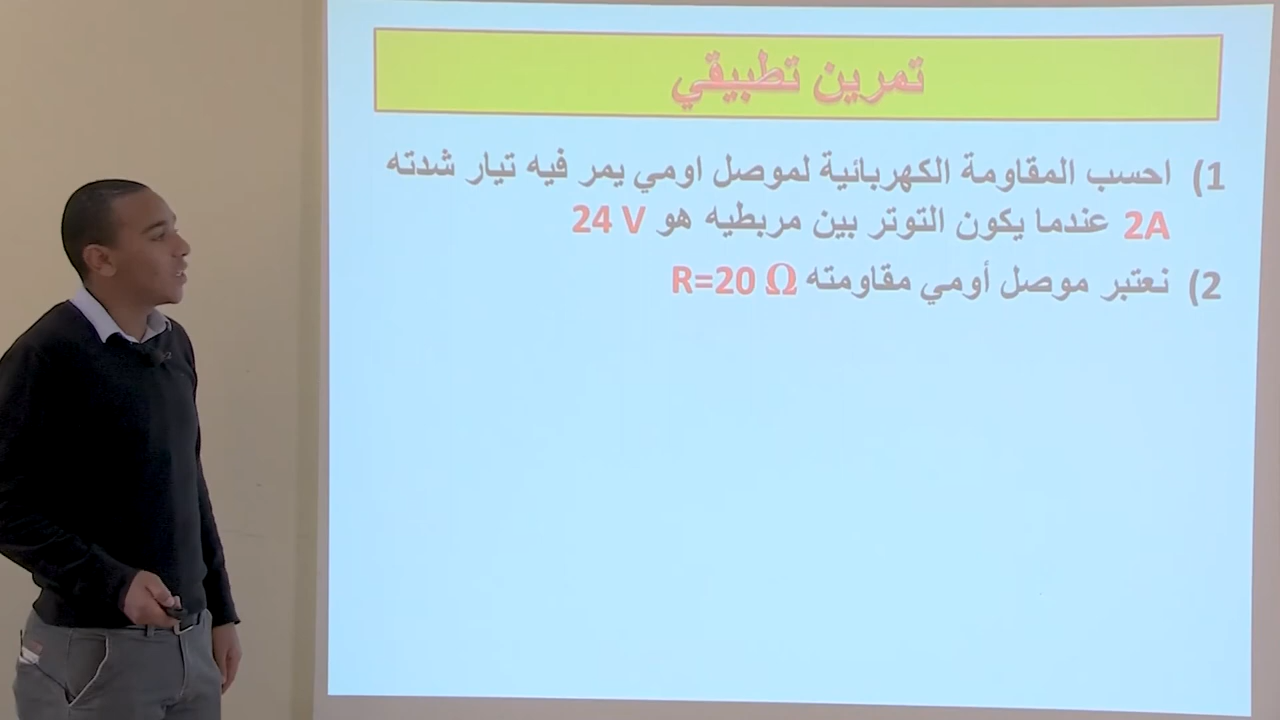 تمرين تطبيقي
1) احسب المقاومة الكهربائية لموصل اومي يمر فيه تيار شدته
2A عندما يكون التوتر بين مربطيه هو 24 V
2) نعتبر موصل أومي مقاومته R=20 Ω